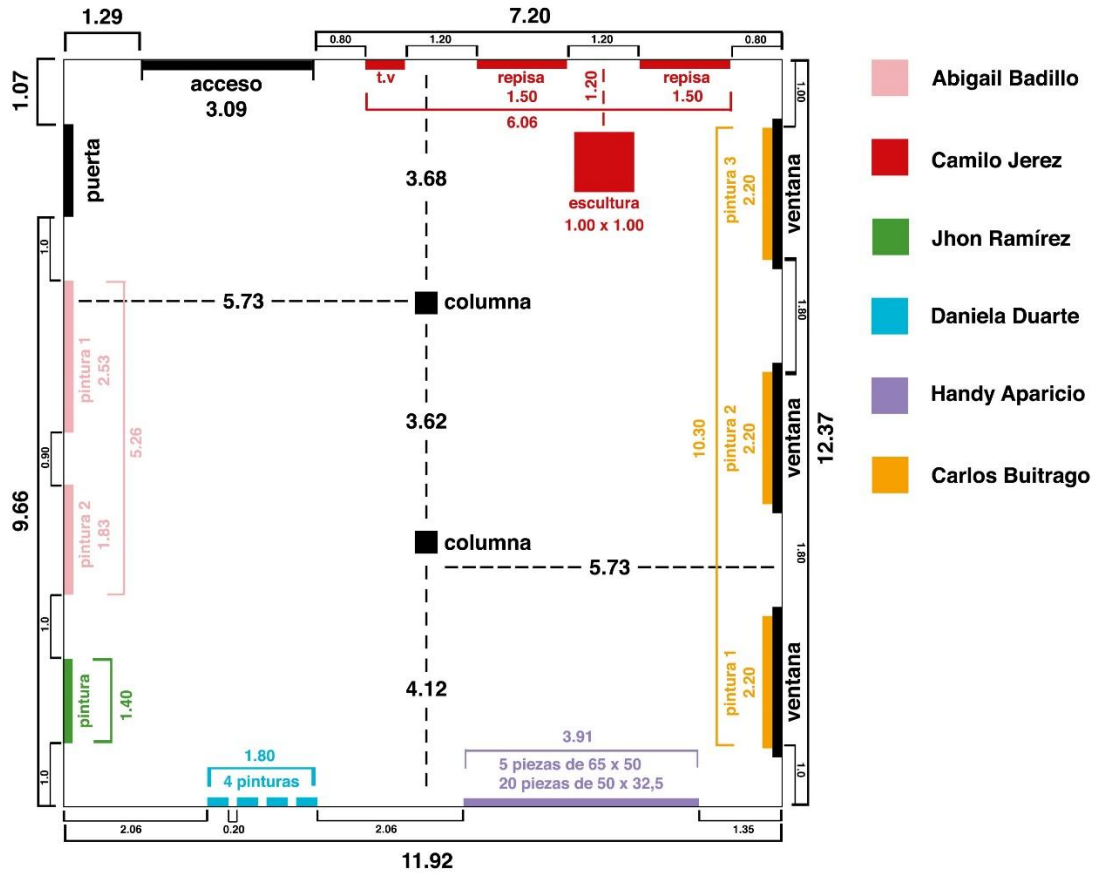 1.29
7.20
0.80
1.20
1.20
0.80
1.07
acceso
3.09
t.v
repisa
1.50
1.20
repisa
1.50
6.06
1.00
puerta
3.68
escultura
1.00 x 1.00
pintura 3
2.20
ventana
1.0
5.73
columna
1.80
pintura 1
2.53
5.26
3.62
10.30
pintura 2
2.20
ventana
12.37
0.90
9.66
pintura 2
1.83
columna
5.73
1.80
1.0
pintura
1.40
4.12
pintura 1
2.20
ventana
1.0
1.80
4 pinturas
3.91
5 piezas de 65 x 50
20 piezas de 50 x 32,5
1.0
2.06
0.20
2.06
1.35
11.92
Abigail Badillo
Camilo Jerez
Jhon Ramírez
Daniela Duarte
Handy Aparicio
Carlos Buitrago